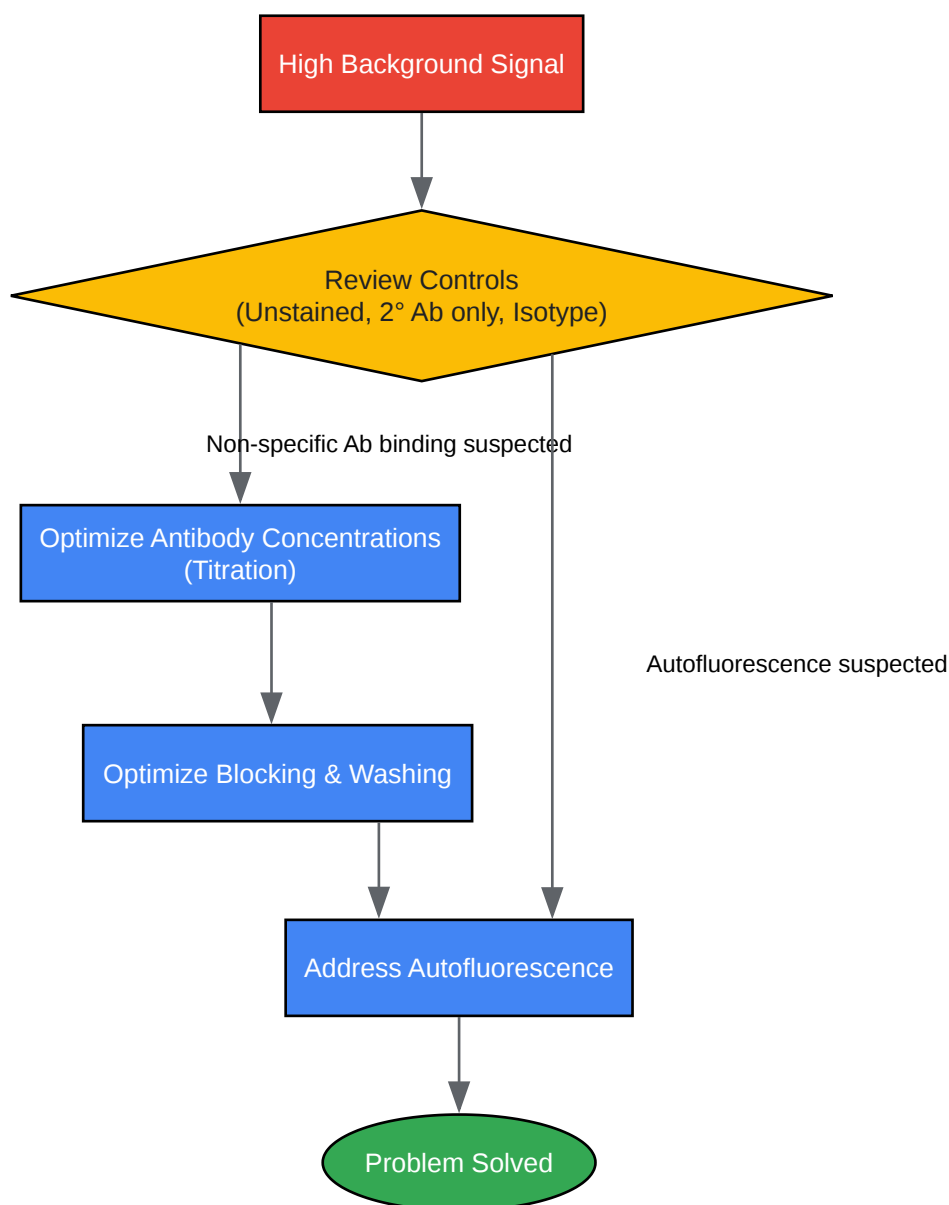 High Background Signal
Review Controls
(Unstained, 2° Ab only, Isotype)
Non-specific Ab binding suspected
Optimize Antibody Concentrations
(Titration)
Autofluorescence suspected
Optimize Blocking & Washing
Address Autofluorescence
Problem Solved